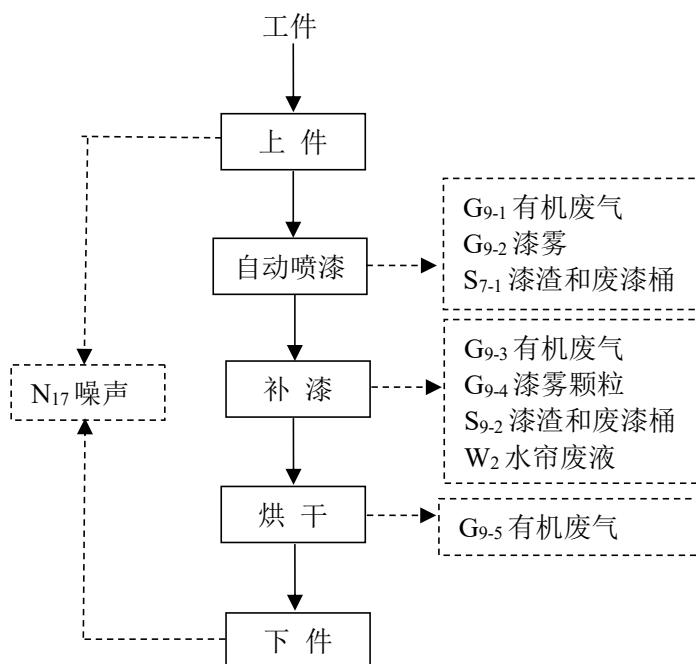 工件
上 件
G9-1 有机废气
G9-2 漆雾
S7-1 漆渣和废漆桶
自动喷漆
G9-3 有机废气
G9-4 漆雾颗粒
S9-2 漆渣和废漆桶
W2 水帘废液
N17 噪声
补 漆
烘 干
G9-5 有机废气
下 件